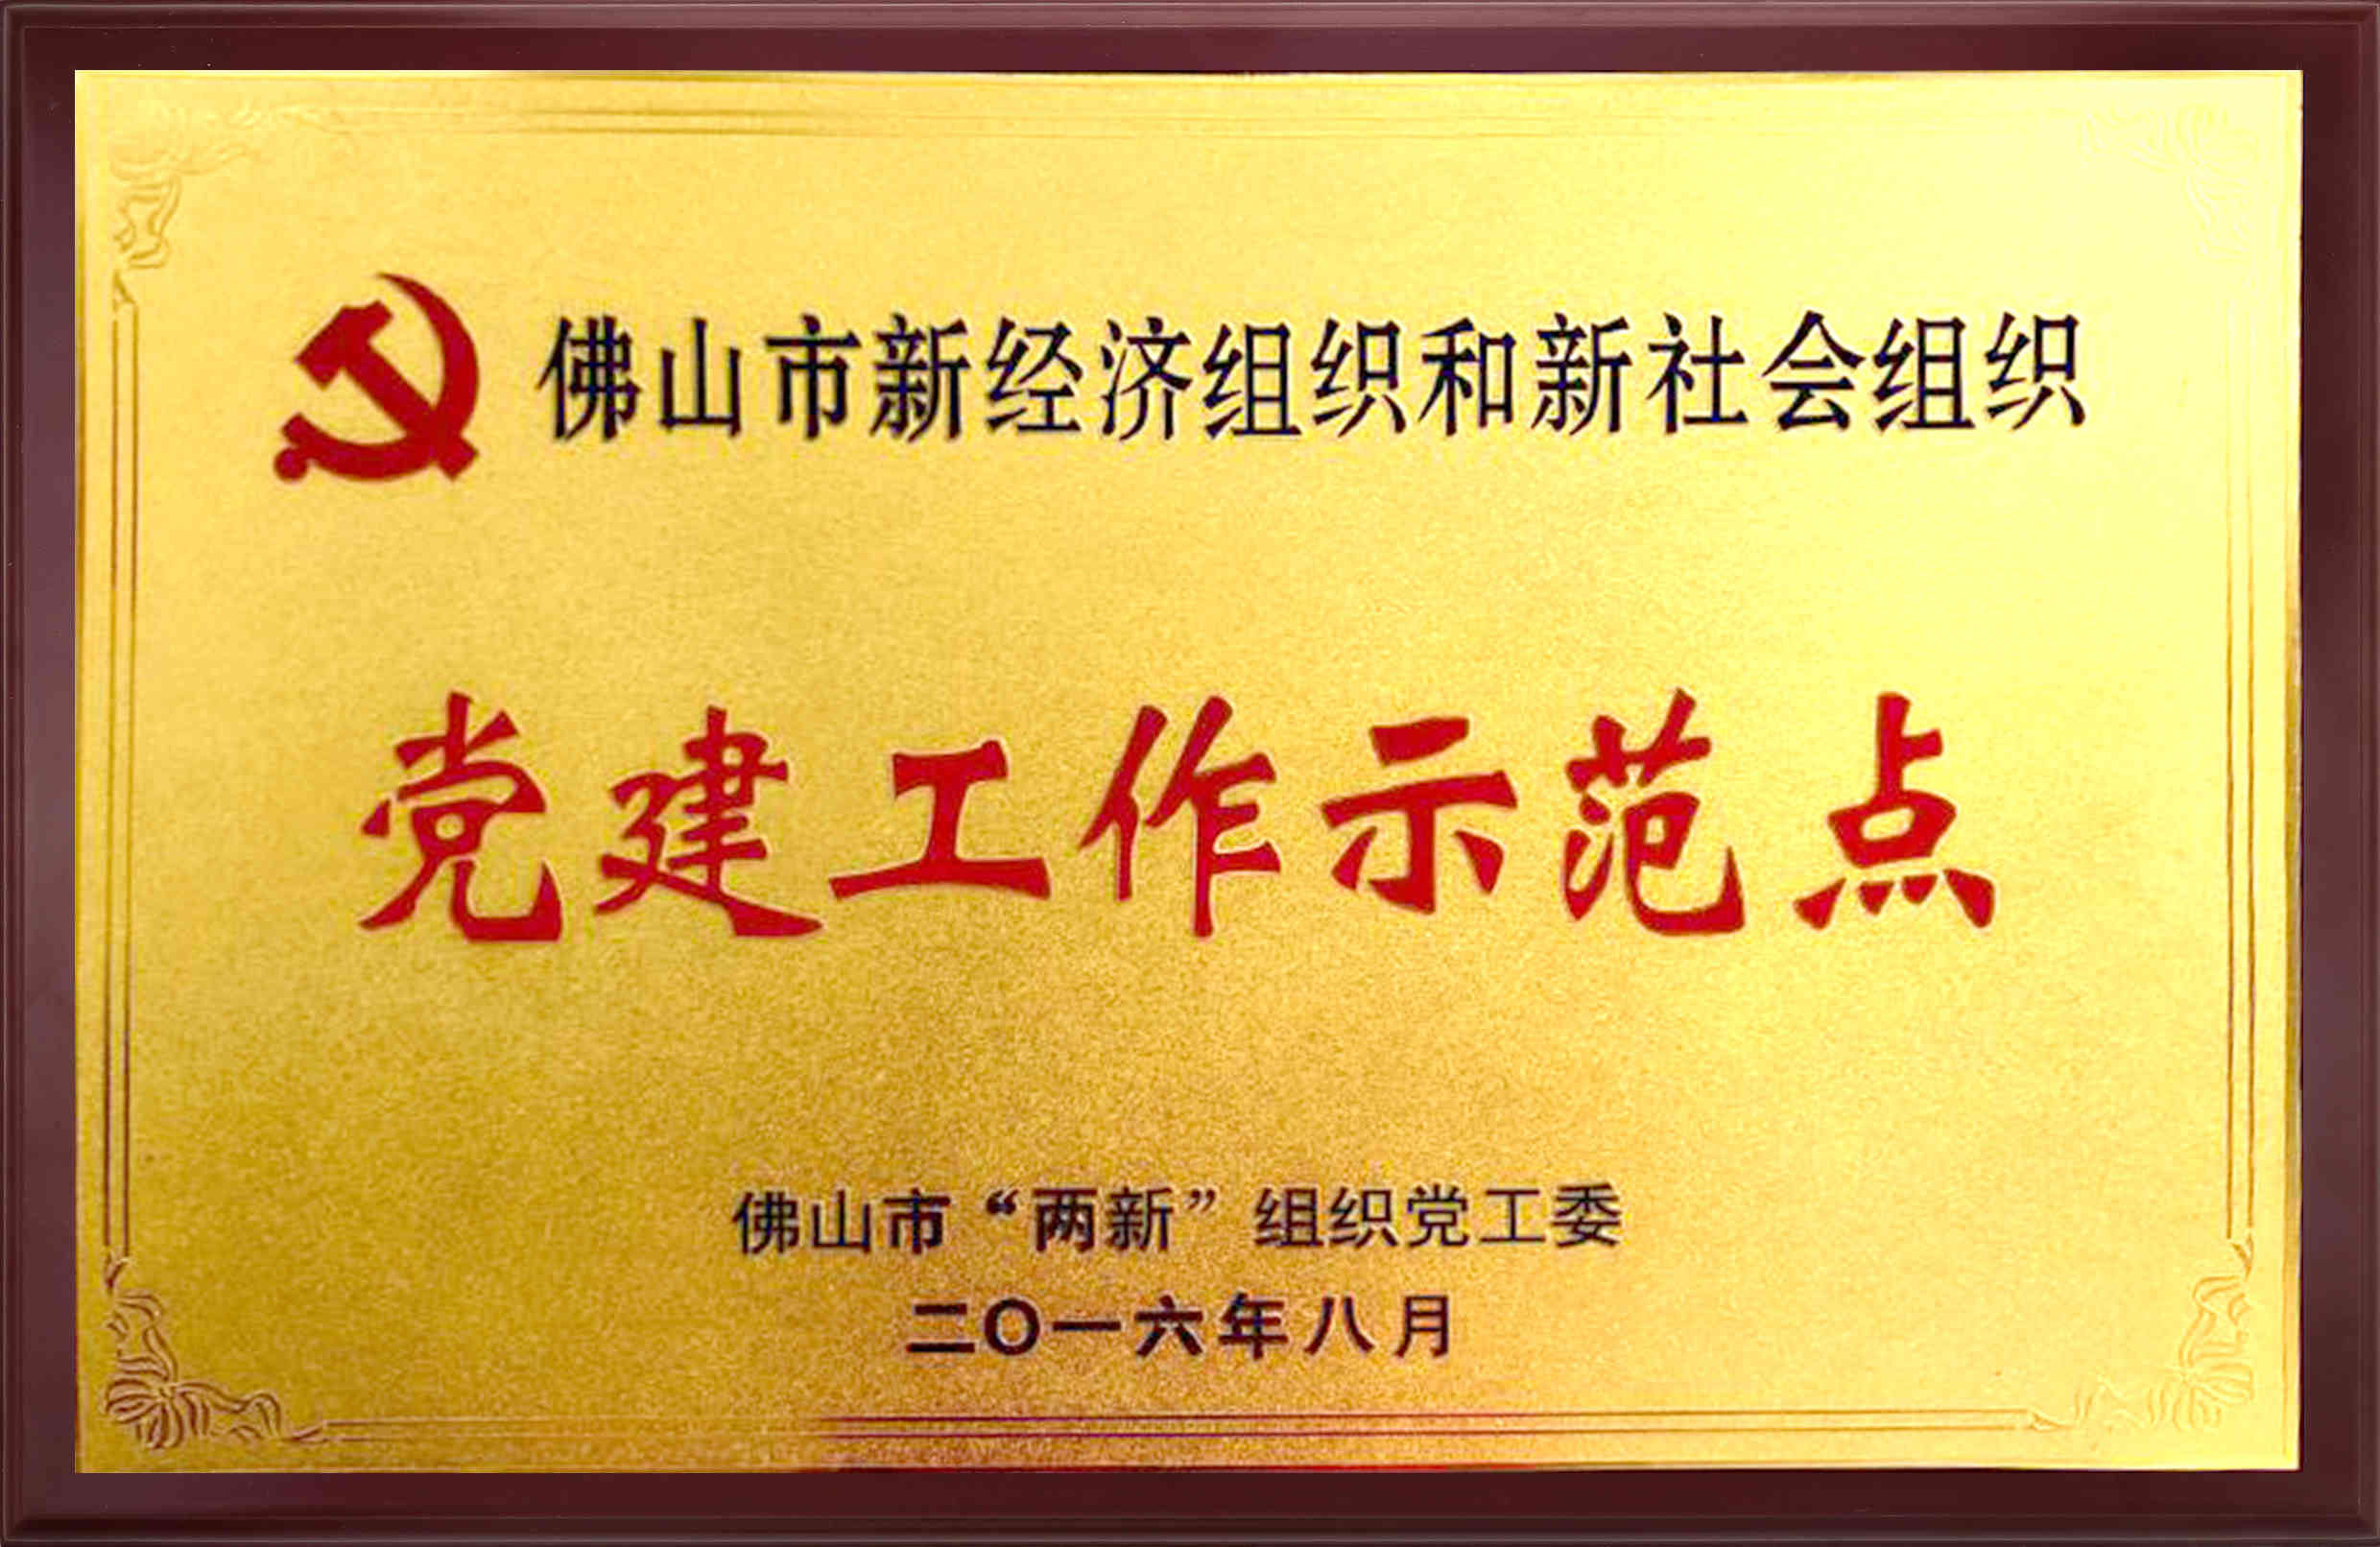 佛山市新经济组织和新社会组织
党建工作示范点
佛山市“两新”组织党工委
二〇一六年八月